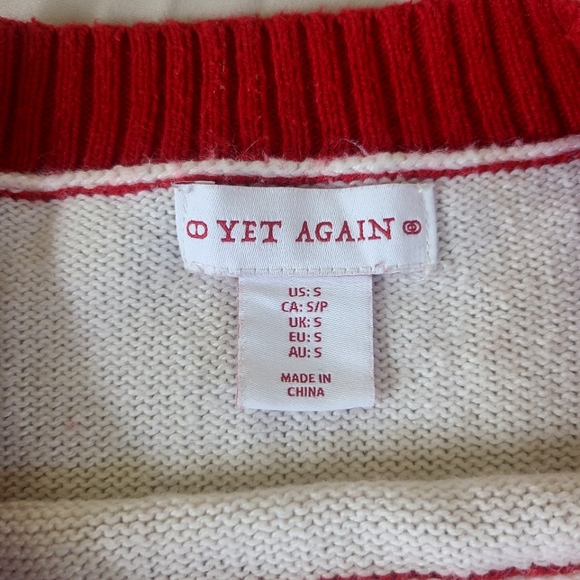 YET AGAIN
US: S
CA: S/P
UK: S
EU: S
AU: S
MADE IN
CHINA